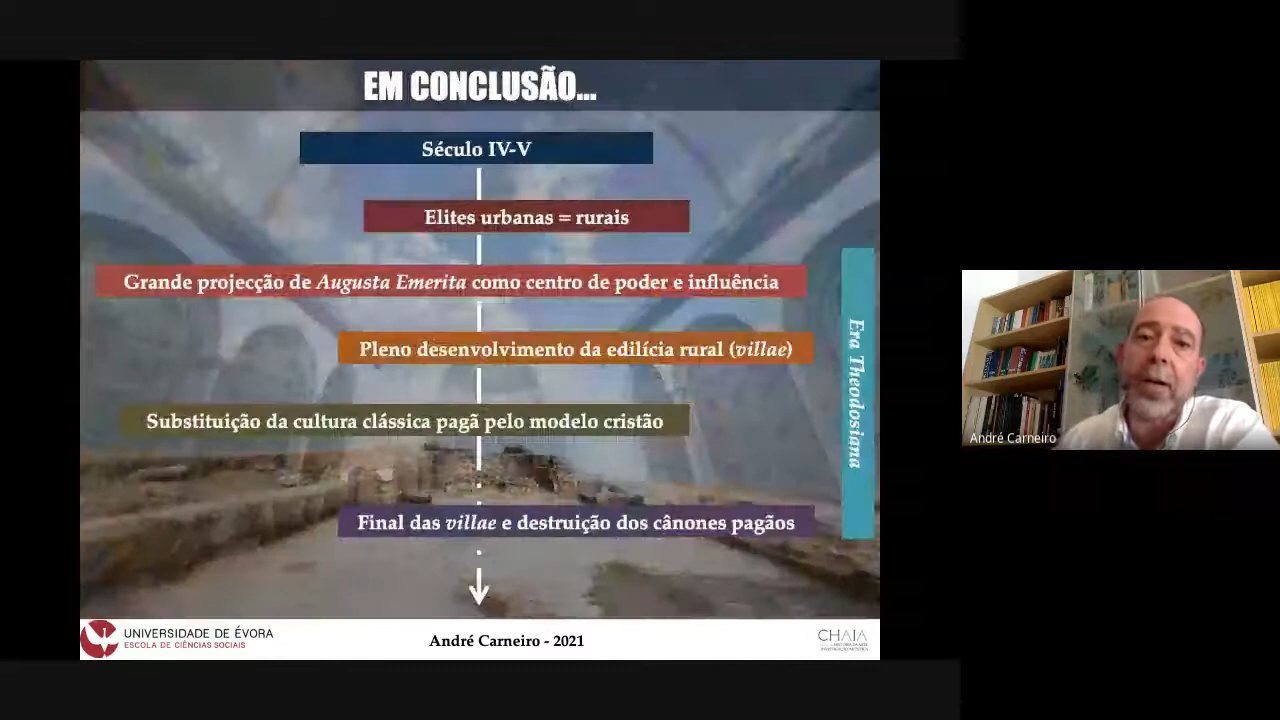 EM CONCLUSÃO...
Século IV-V
Elites urbanas = rurais
Grande projecção de Augusta Emerita como centro de poder e influência
Pleno desenvolvimento da edilícia rural (villae)
Era Theodosiana
Substituição da cultura clássica pagã pelo modelo cristão
Final das villae e destruição dos cânones pagãos
UNIVERSIDADE DE ÉVORA
ESCOLA DE CIÊNCIAS SOCIAIS
André Carneiro - 2021
CHAIA
André Carneiro